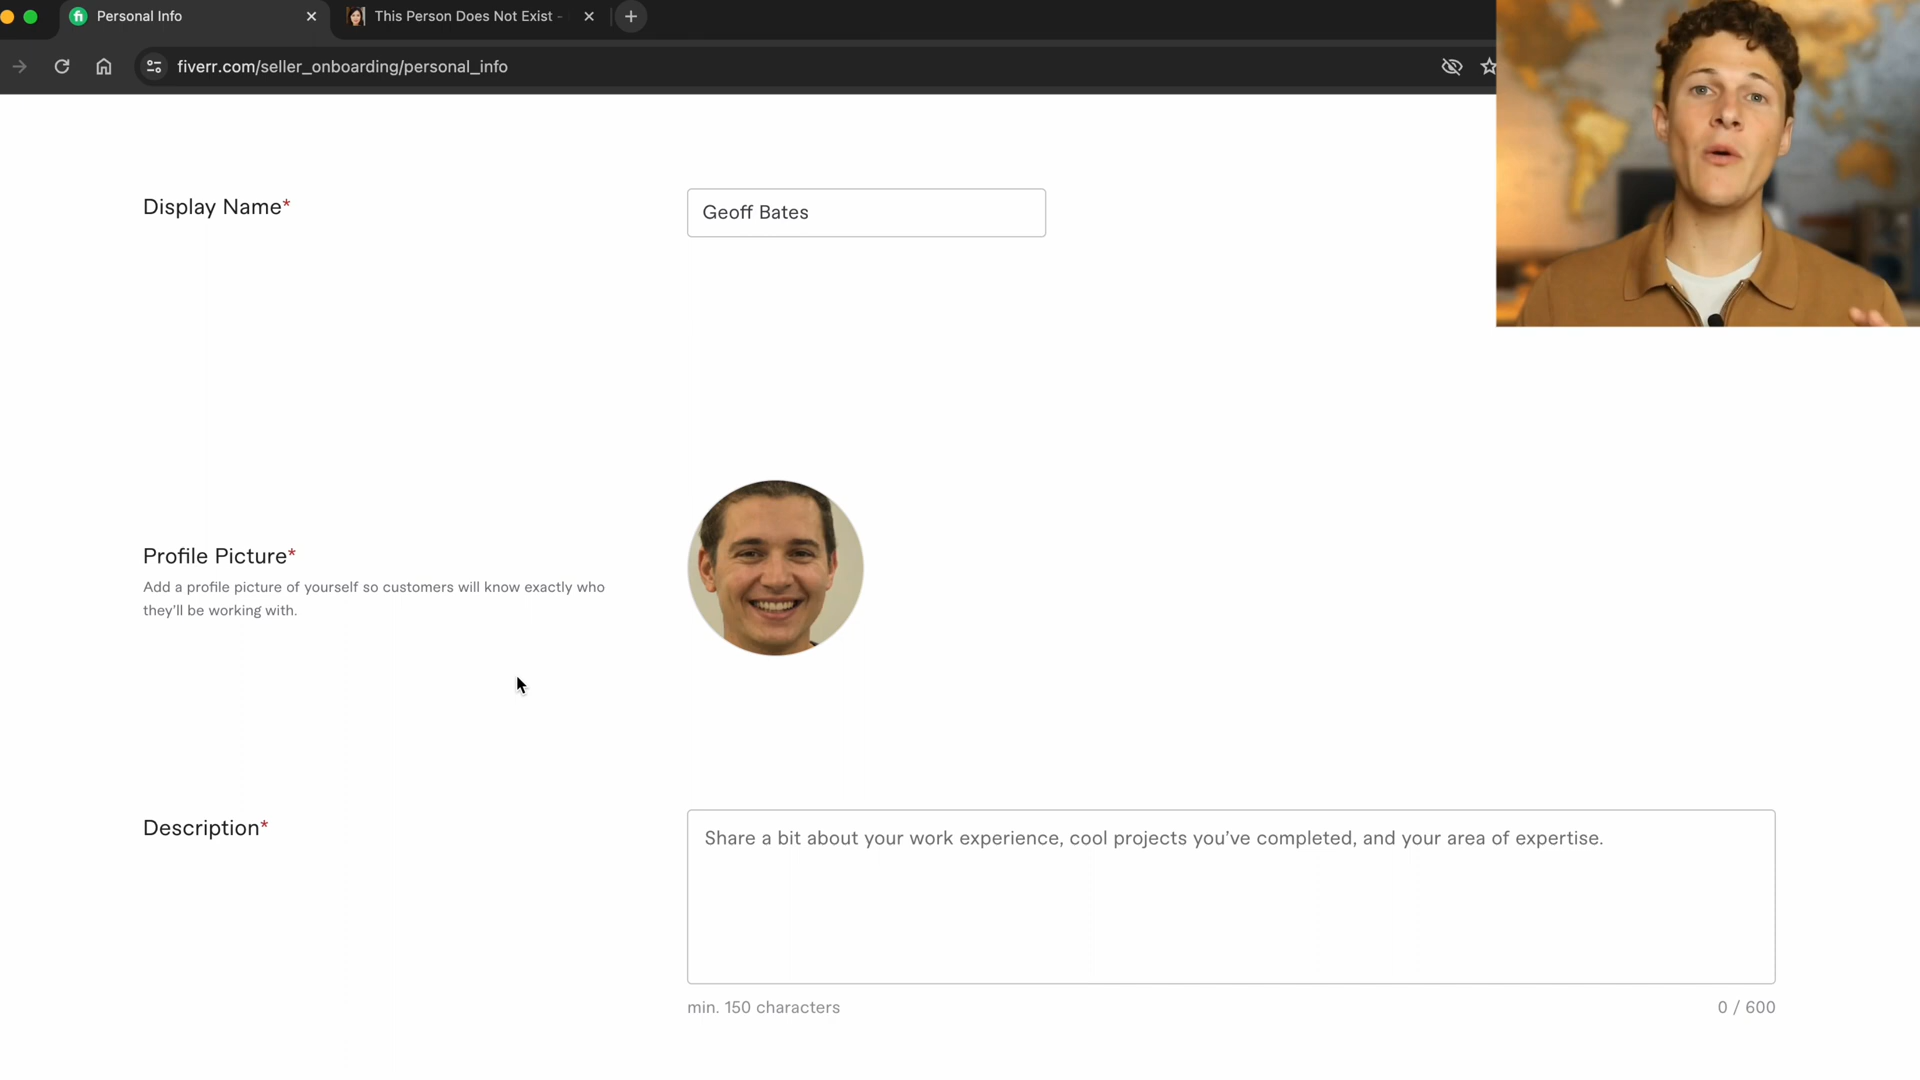 Personal Info
This Person Does Not Exist -
fiverr.com/seller_onboarding/personal_info
Display Name*
Geoff Bates
Profile Picture*
Add a profile picture of yourself so customers will know exactly who
they'll be working with.
Description*
Share a bit about your work experience, cool projects you've completed, and your area of expertise.
min. 150 characters
0 / 600